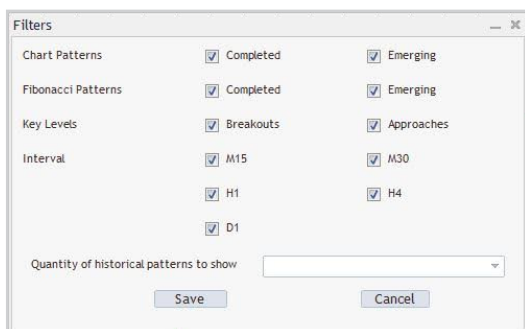 Filters
Chart Patterns Completed Emerging
Fibonacci Patterns Completed Emerging
Key Levels Breakouts Approaches
Interval M15 M30
H1 H4
D1
Quantity of historical patterns to show
Save Cancel